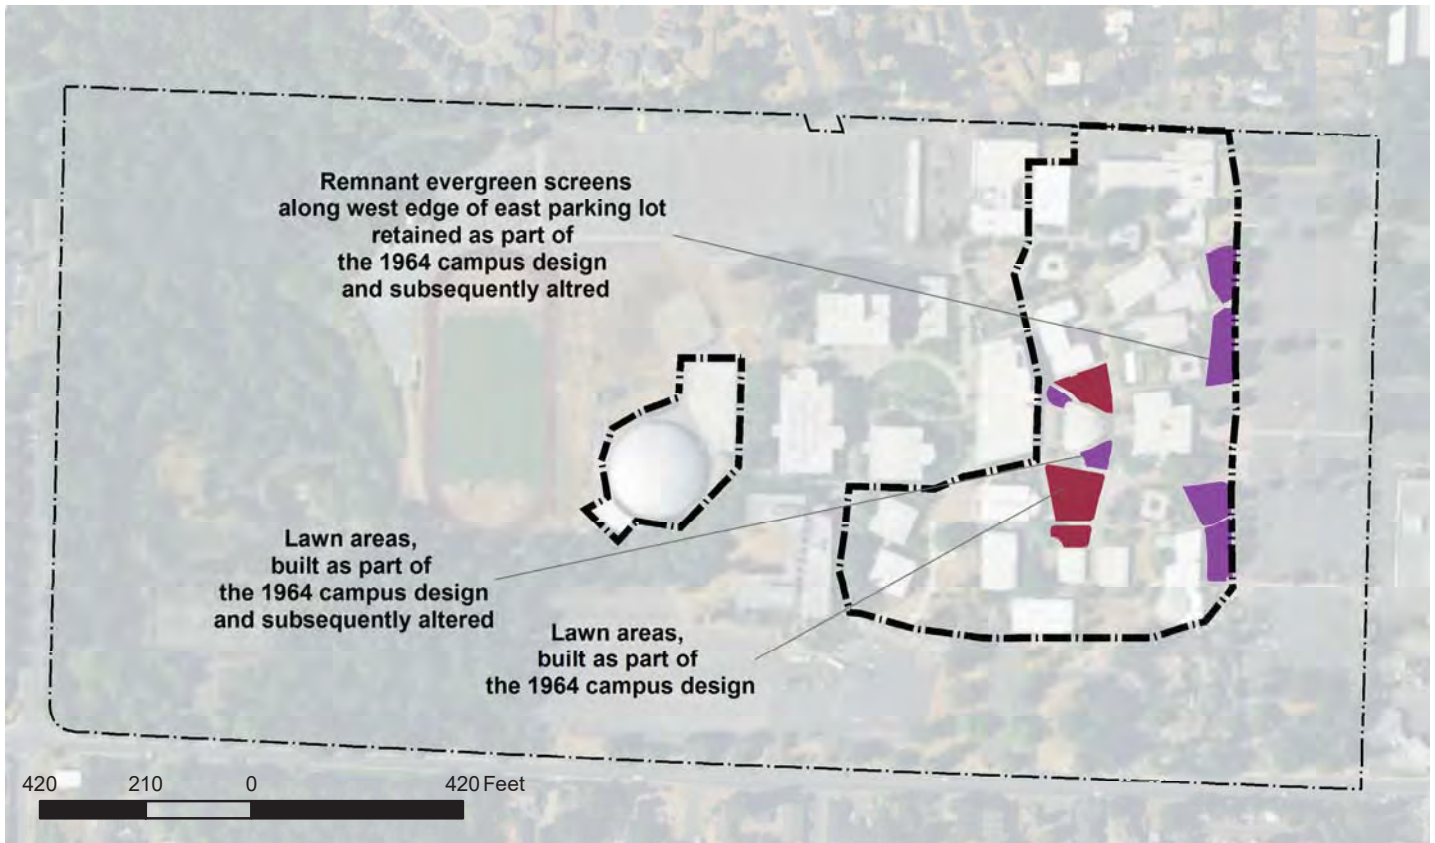 Remnant evergreen screens
along west edge of east parking lot
retained as part of
the 1964 campus design
and subsequently altred
Lawn areas,
built as part of
the 1964 campus design
and subsequently altered
Lawn areas,
built as part of
the 1964 campus design
420 210 0 420 Feet